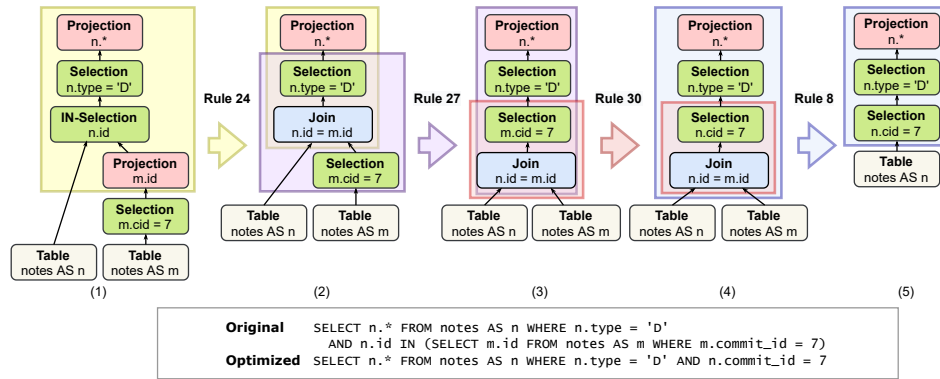 Projection
n.*
Selection
n.type = 'D'
IN-Selection
n.id
Projection
m.id
Selection
m.cid = 7
Table
notes AS n
Table
notes AS m
(1)
Rule 24
Projection
n.*
Selection
n.type = 'D'
Join
n.id = m.id
Selection
m.cid = 7
Table
notes AS n
Table
notes AS m
(2)
Rule 27
Projection
n.*
Selection
n.type = 'D'
Selection
m.cid = 7
Join
n.id = m.id
Table
notes AS n
Table
notes AS m
(3)
Rule 30
Projection
n.*
Selection
n.type = 'D'
Selection
n.cid = 7
Join
n.id = m.id
Table
notes AS n
Table
notes AS m
(4)
Rule 8
Projection
n.*
Selection
n.type = 'D'
Selection
n.cid = 7
Table
notes AS n
(5)
Original SELECT n.* FROM notes AS n WHERE n.type = 'D'
AND n.id IN (SELECT m.id FROM notes AS m WHERE m.commit_id = 7)
Optimized SELECT n.* FROM notes AS n WHERE n.type = 'D' AND n.commit_id = 7